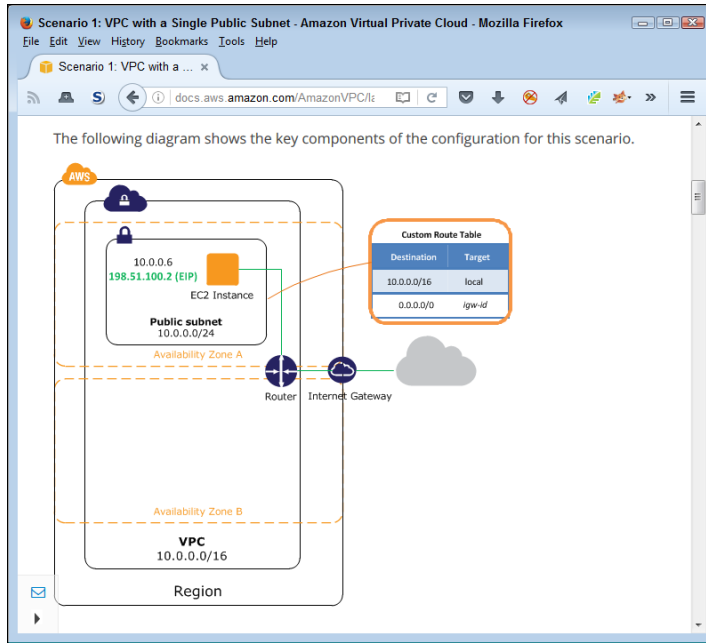 Scenario 1: VPC with a Single Public Subnet - Amazon Virtual Private Cloud - Mozilla Firefox
File Edit View History Bookmarks Tools Help
Scenario 1: VPC with a ... ×
S docs.aws.amazon.com/AmazonVPC/la
The following diagram shows the key components of the configuration for this scenario.
AWS
Custom Route Table
Destination Target
10.0.0.0/16 local
0.0.0.0/0 igw-id
10.0.0.6
198.51.100.2 (EIP)
EC2 Instance
Public subnet
10.0.0.0/24
Availability Zone A
Router Internet Gateway
Availability Zone B
VPC
10.0.0.0/16
Region